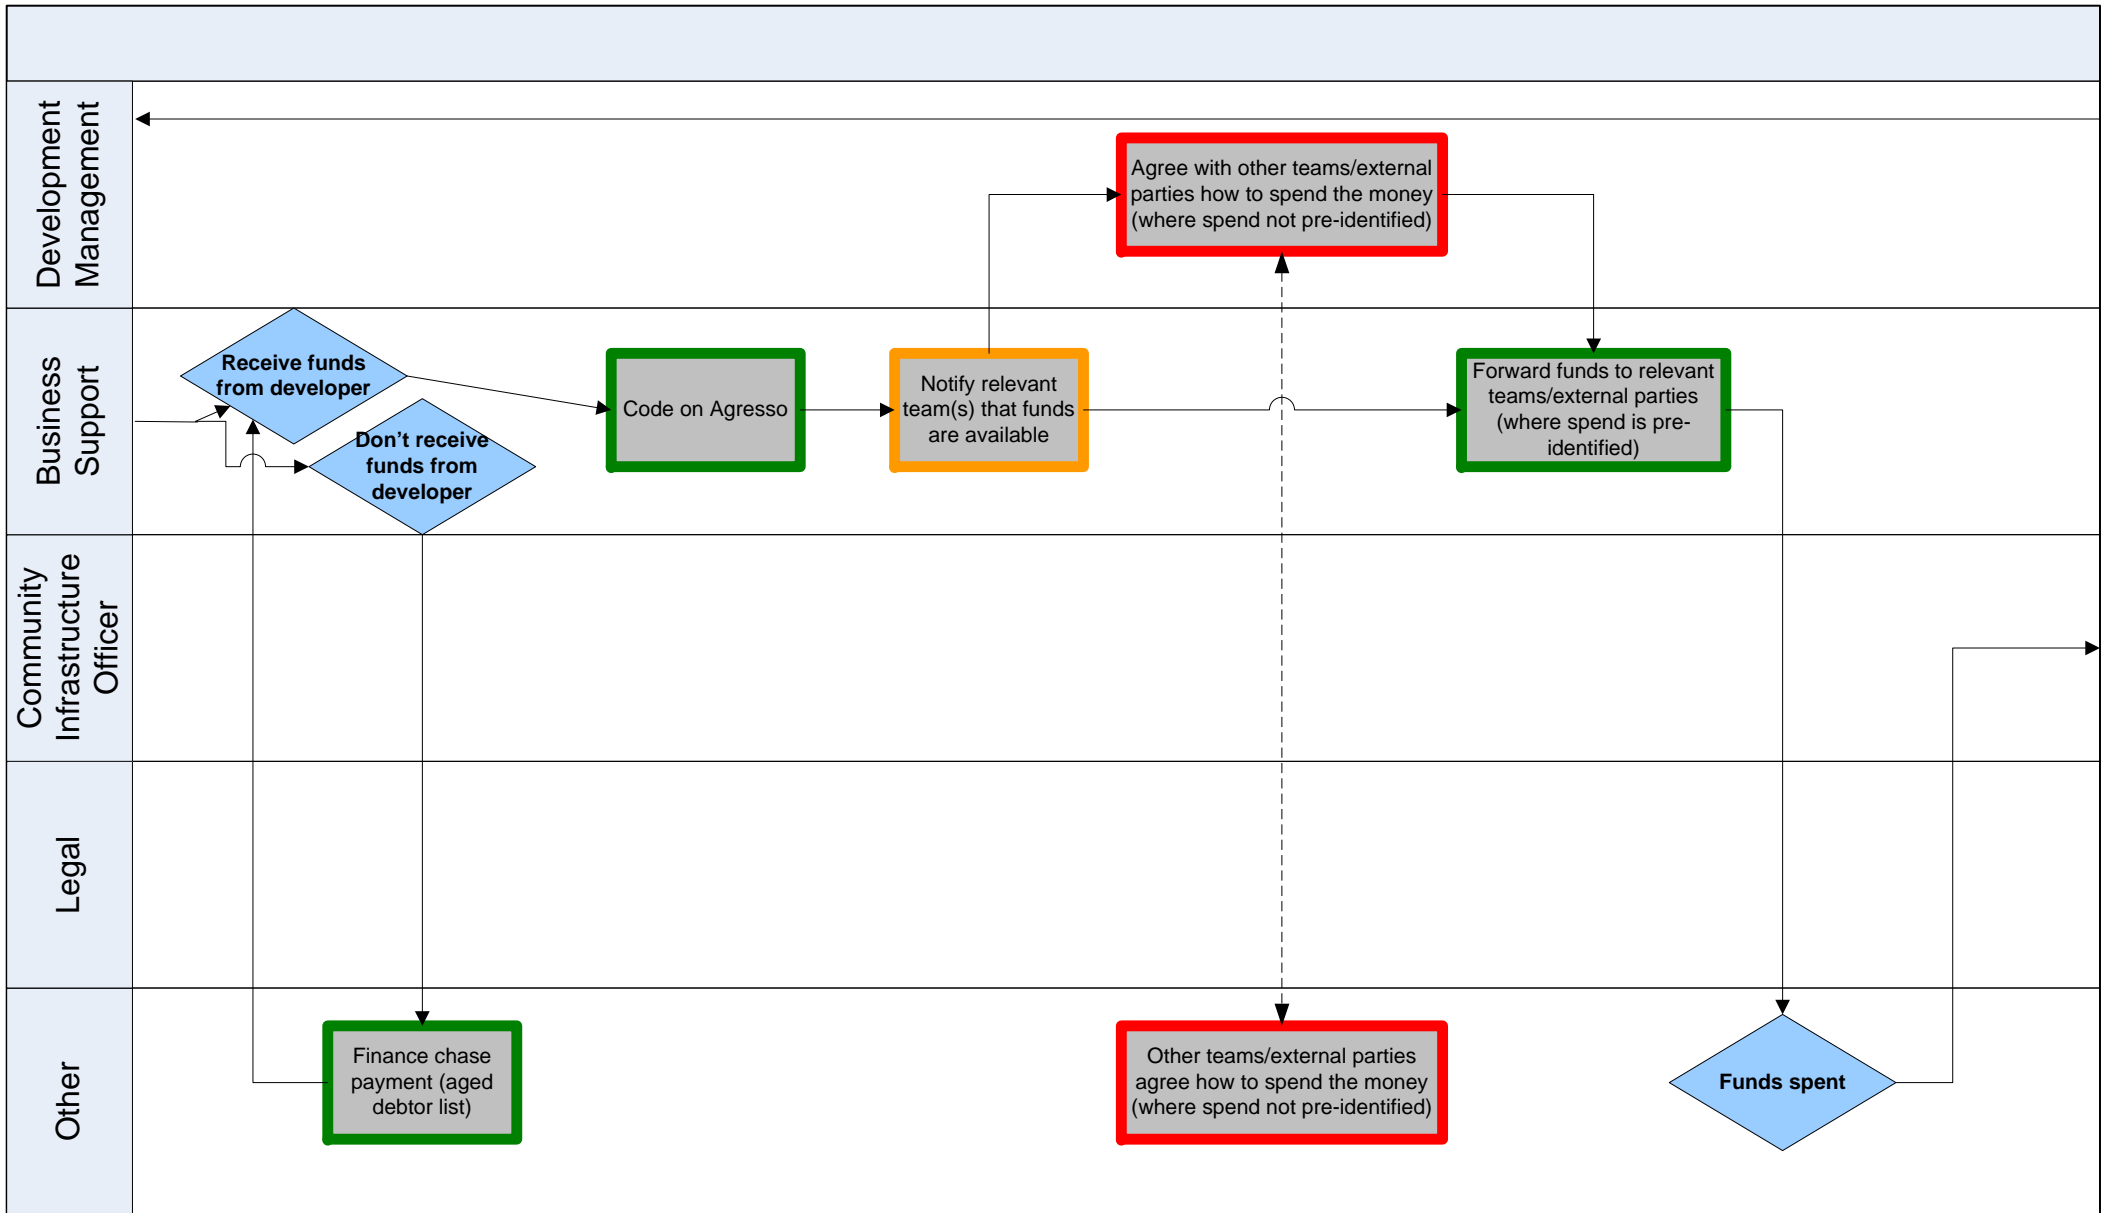 Development
Management
Agree with other teams/external
parties how to spend the money
(where spend not pre-identified)
Business
Support
Receive funds
from developer
Don’t receive
funds from
developer
Code on Agresso
Notify relevant
team(s) that funds
are available
Forward funds to relevant
teams/external parties
(where spend is pre-
identified)
Community
Infrastructure
Officer
Legal
Other
Finance chase
payment (aged
debtor list)
Other teams/external parties
agree how to spend the money
(where spend not pre-identified)
Funds spent